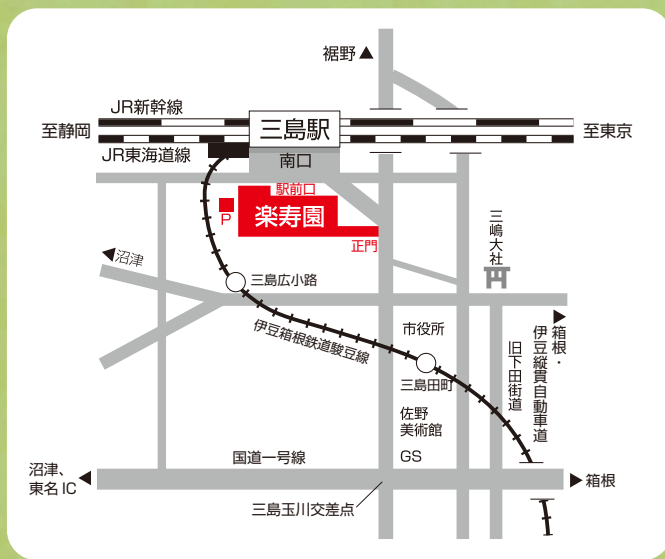 裾野▲
JR新幹線
至静岡
三島駅
至東京
JR東海道線
南口
駅前口
P
楽寿園
正門
三嶋大社
◀沼津
三島広小路
伊豆箱根鉄道駿豆線
市役所
▶箱根・
伊豆縦貫自動車道
旧下田街道
三島田町
佐野
美術館
GS
国道一号線
沼津、
東名IC◀
▶箱根
三島玉川交差点